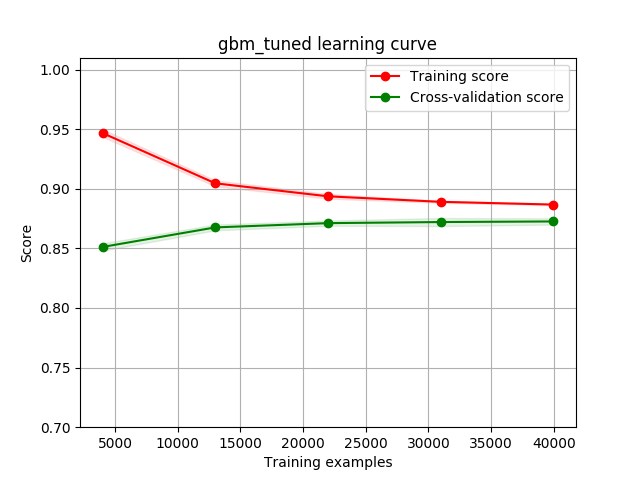 gbm_tuned learning curve
Training score
Cross-validation score
1.00
0.95
0.90
0.85
0.80
0.75
0.70
Score
5000 10000 15000 20000 25000 30000 35000 40000
Training examples